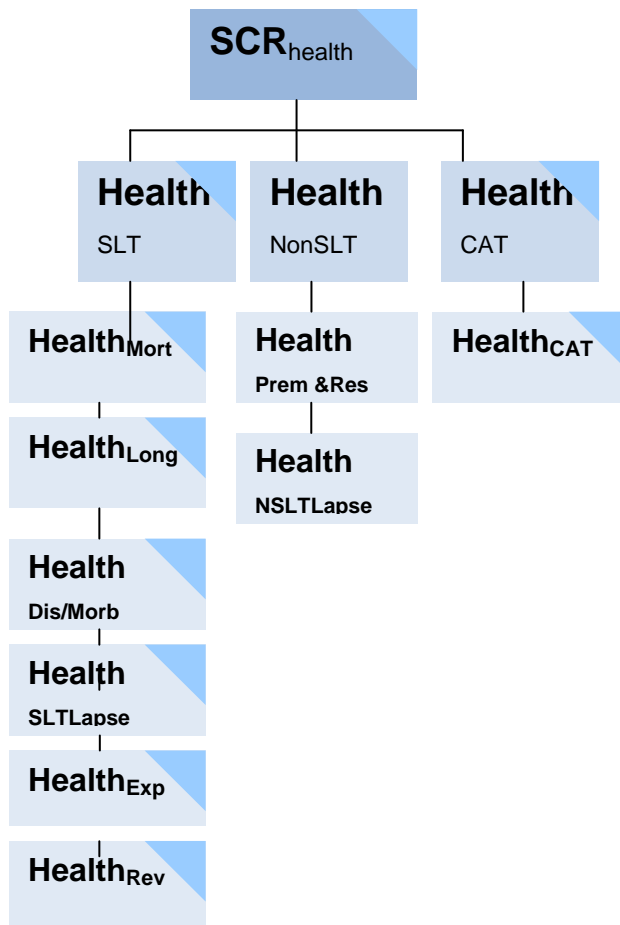 SCRhealth
Health
SLT
Health
NonSLT
Health
CAT
HealthMort
HealthLong
Health
Dis/Morb
Health
SLTLapse
HealthExp
HealthRev
Health
Prem &Res
Health
NSLTLapse
HealthCAT